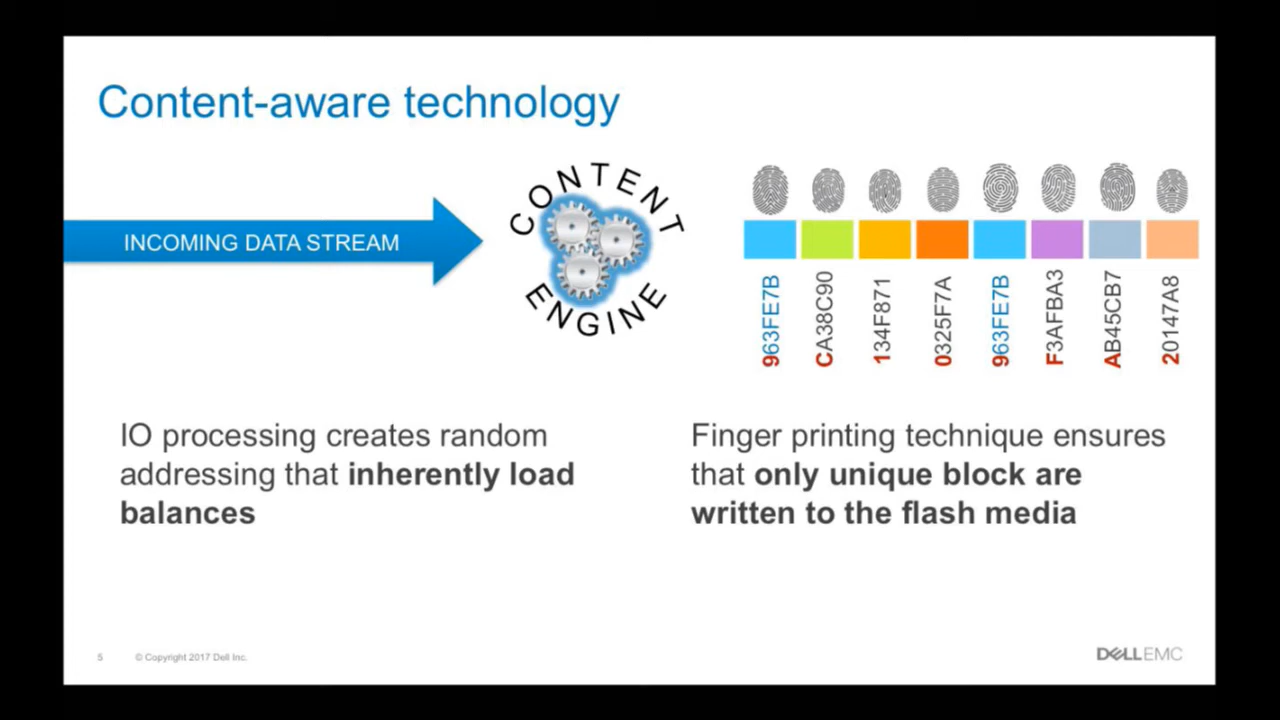 Content-aware technology
INCOMING DATA STREAM
CONTENT
ENGINE
963FE7B
CA38C90
134F871
0325F7A
963FE7B
F3AFBA3
AB45CB7
20147A8
IO processing creates random
addressing that inherently load
balances
Finger printing technique ensures
that only unique block are
written to the flash media
5
© Copyright 2017 Dell Inc.
DELLEMC